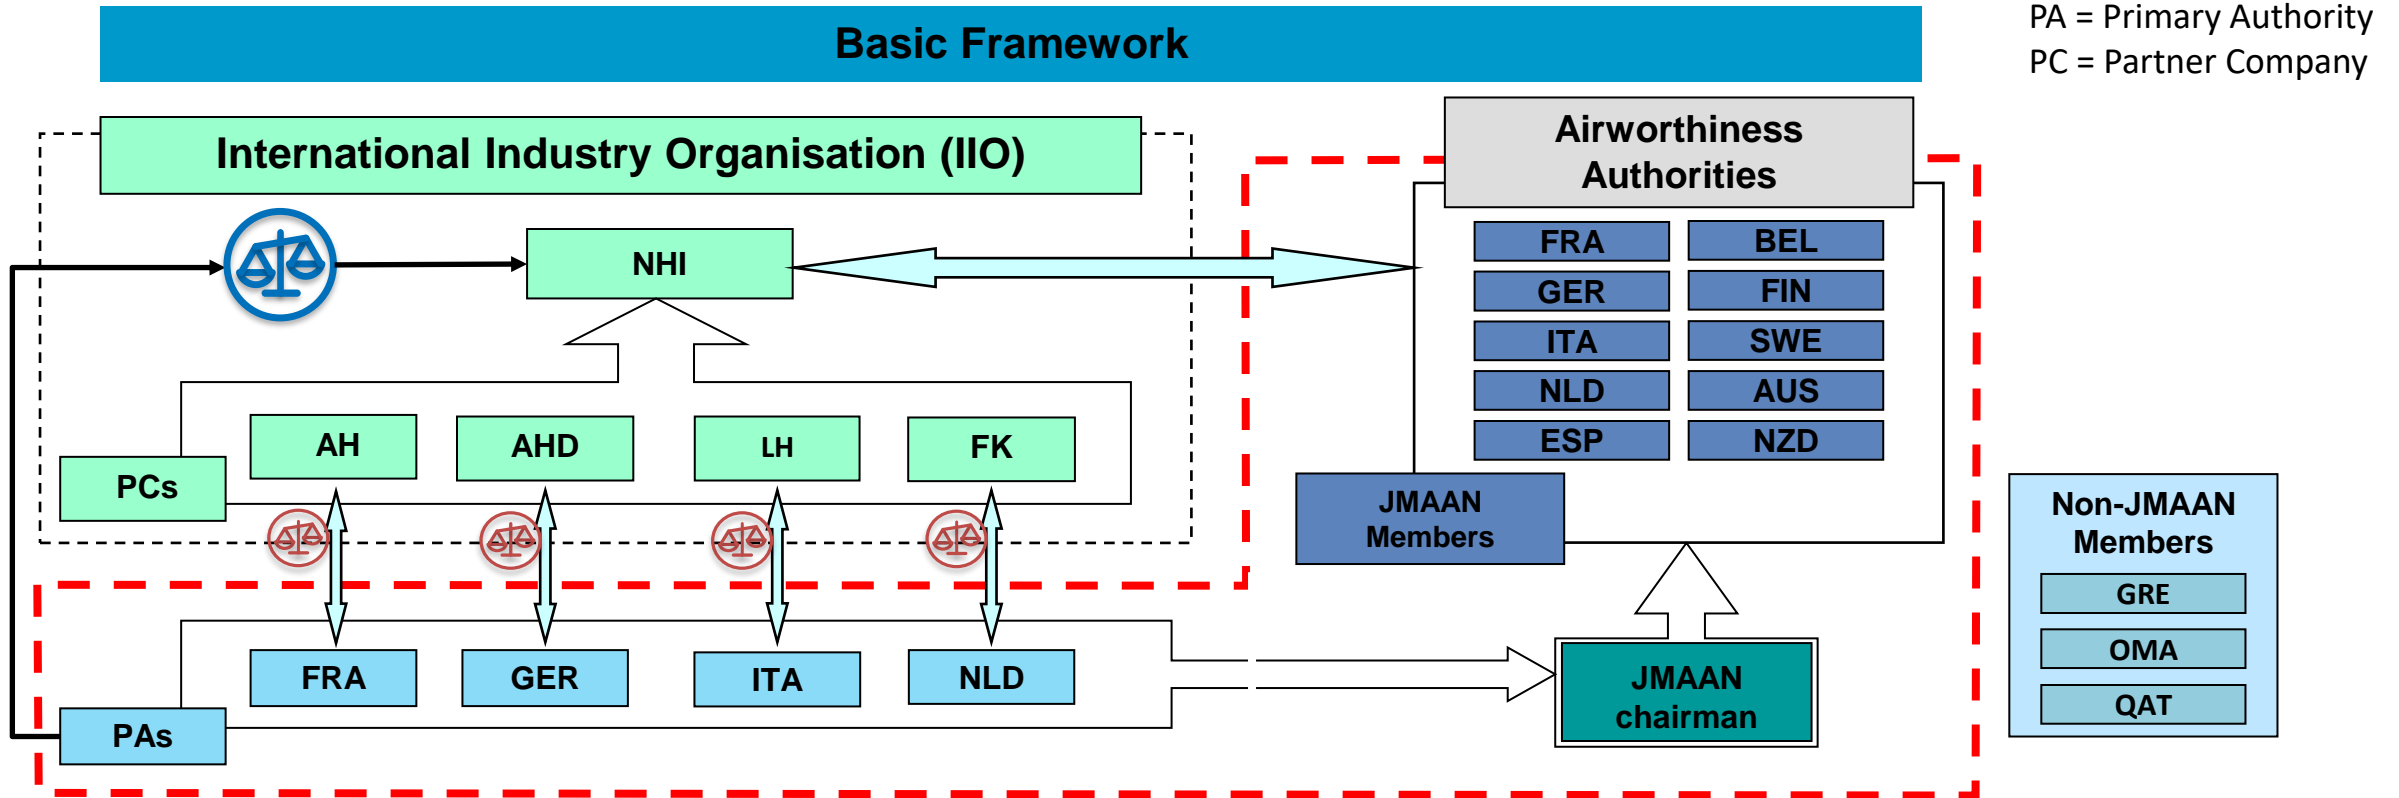 Basic Framework
PA = Primary Authority
PC = Partner Company
International Industry Organisation (IIO)
Airworthiness
Authorities
NHI
FRA
BEL
GER
FIN
ITA
SWE
NLD
AUS
ESP
NZD
AH
AHD
LH
FK
PCs
JMAAN
Members
Non-JMAAN
Members
GRE
OMA
QAT
FRA
GER
ITA
NLD
PAs
JMAAN
chairman